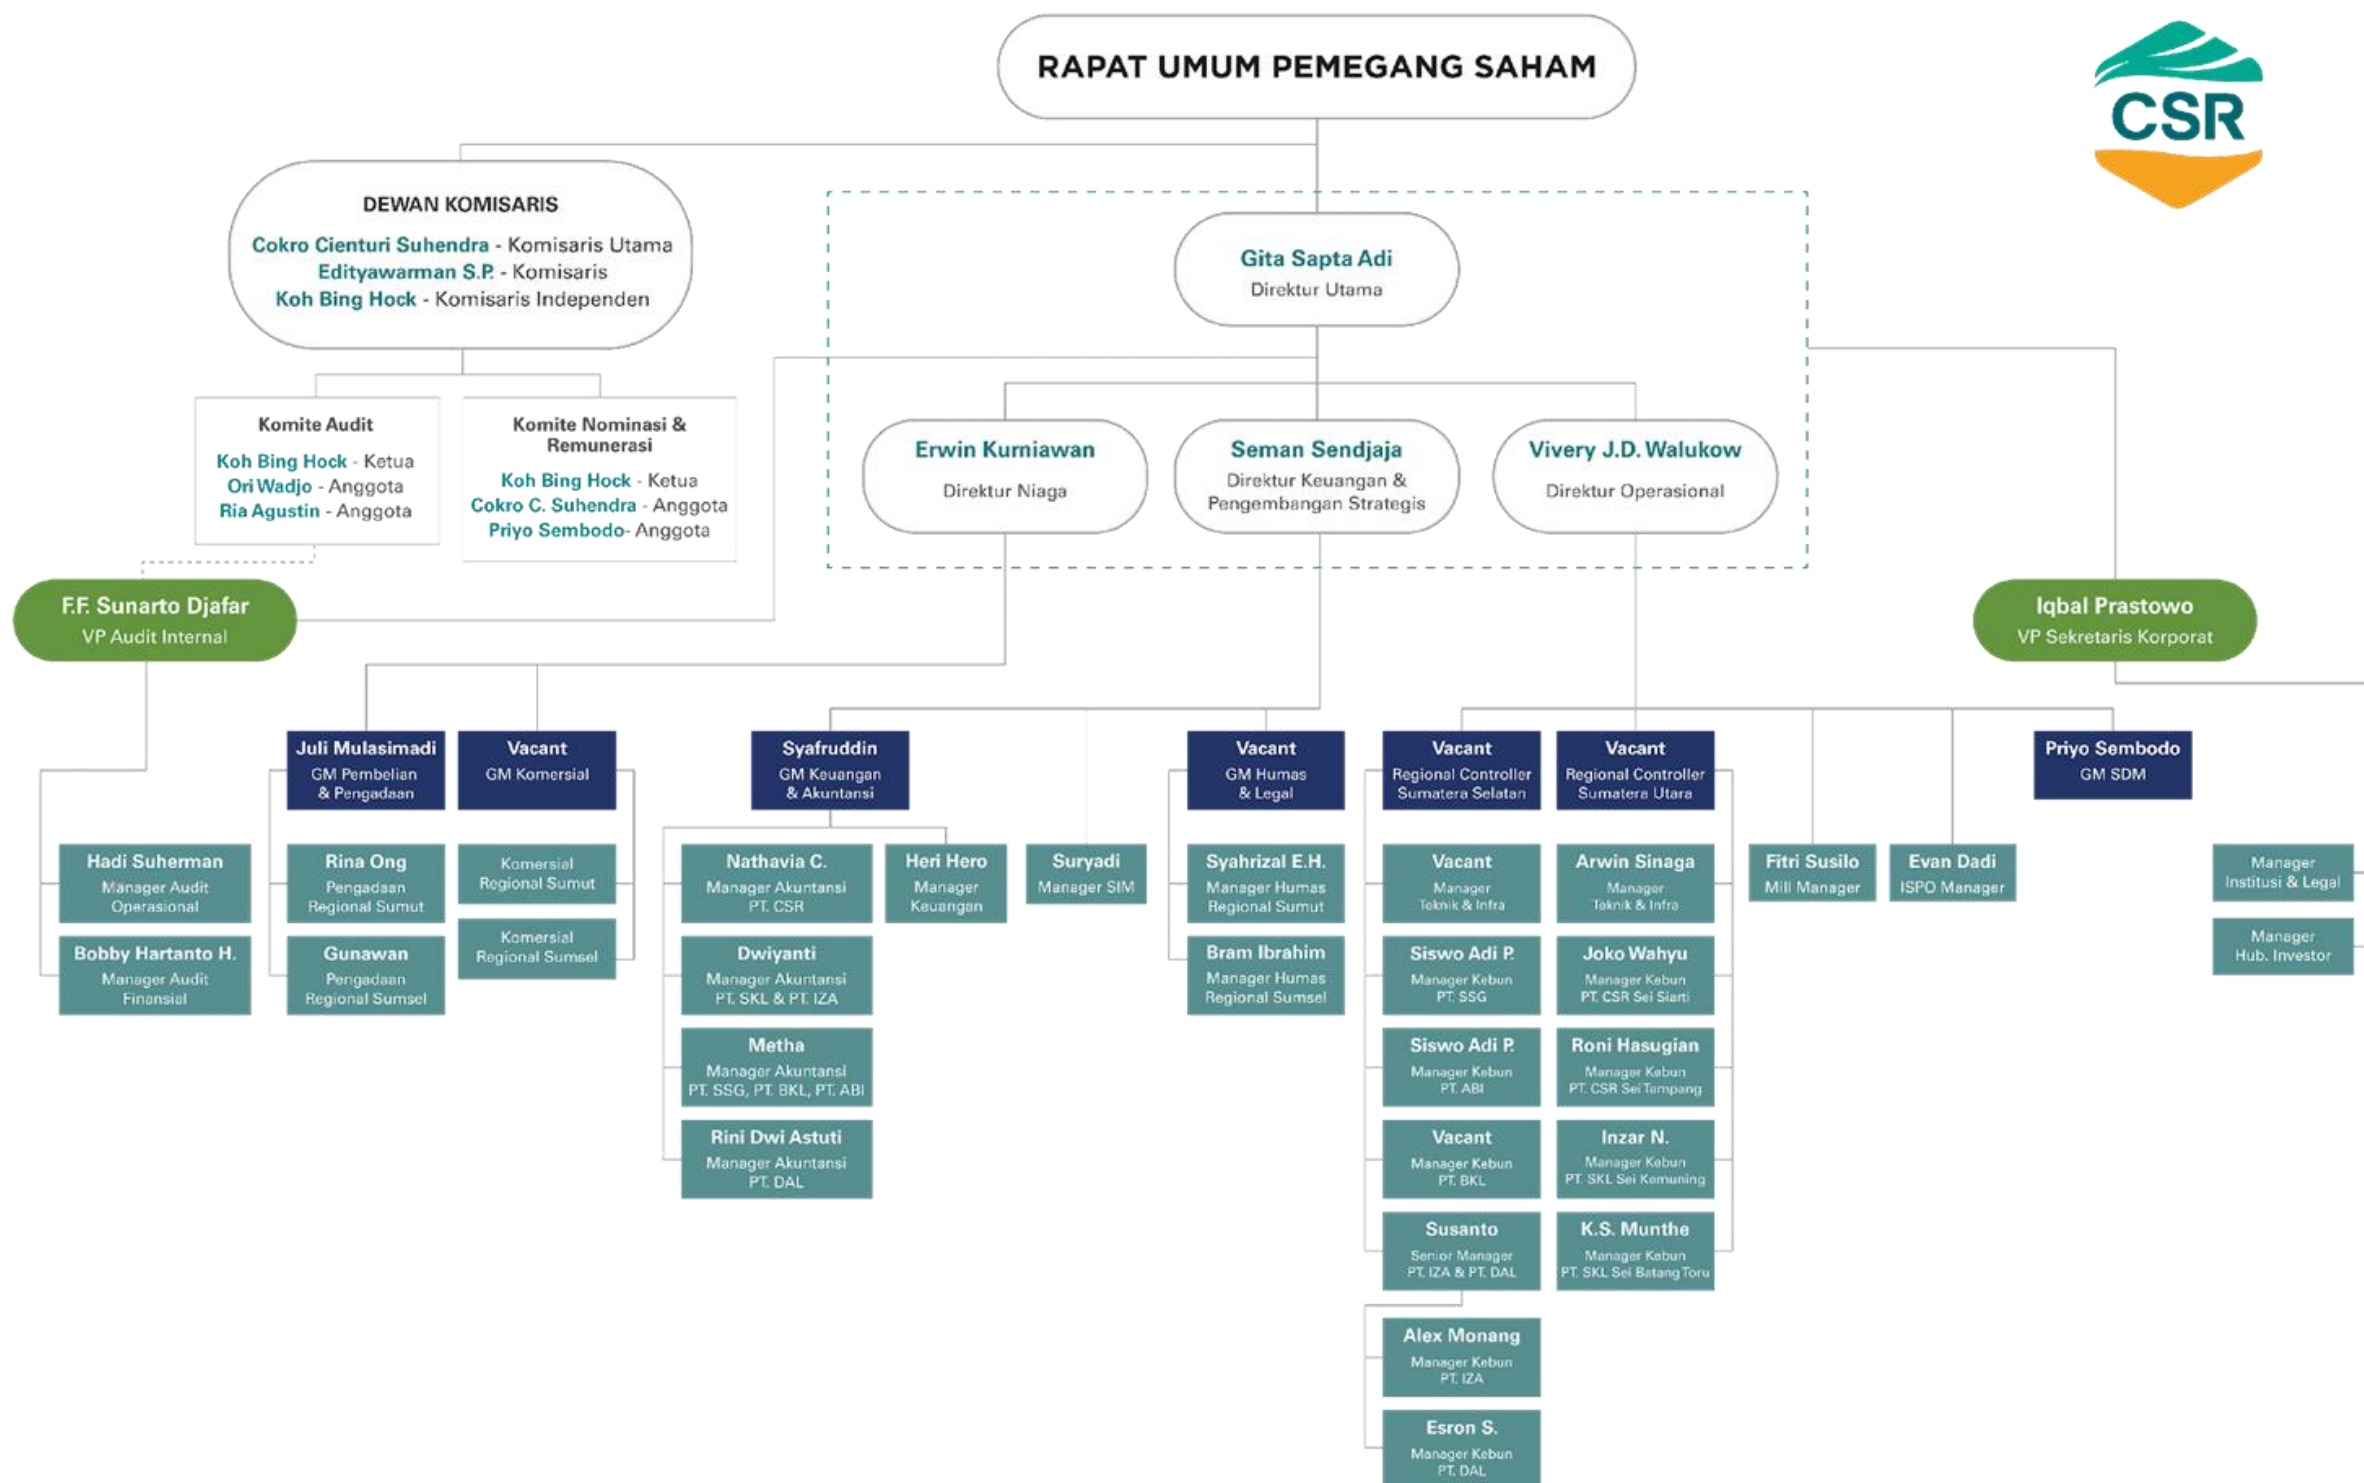 RAPAT UMUM PEMEGANG SAHAM
CSR
DEWAN KOMISARIS
Cokro Cienturi Suhendra - Komisaris Utama
Edityawarman S.P. - Komisaris
Koh Bing Hock - Komisaris Independen
Gita Sapta Adi
Direktur Utama
Komite Audit
Koh Bing Hock - Ketua
Ori Wadjo - Anggota
Ria Agustin - Anggota
Komite Nominasi &
Remunerasi
Koh Bing Hock - Ketua
Cokro C. Suhendra - Anggota
Priyo Sembodo- Anggota
Erwin Kurniawan
Direktur Niaga
Seman Sendjaja
Direktur Keuangan &
Pengembangan Strategis
Vivery J.D. Walukow
Direktur Operasional
F.F. Sunarto Djafar
VP Audit Internal
Iqbal Prastowo
VP Sekretaris Korporat
Juli Mulasimadi
GM Pembelian
& Pengadaan
Vacant
GM Komersial
Syafruddin
GM Keuangan
& Akuntansi
Vacant
GM Humas
& Legal
Vacant
Regional Controller
Sumatera Selatan
Vacant
Regional Controller
Sumatera Utara
Priyo Sembodo
GM SDM
Hadi Suherman
Manager Audit
Operasional
Bobby Hartanto H.
Manager Audit
Finansial
Rina Ong
Pengadaan
Regional Sumut
Gunawan
Pengadaan
Regional Sumsel
Komersial
Regional Sumut
Komersial
Regional Sumsel
Nathavia C.
Manager Akuntansi
PT. CSR
Dwiyanti
Manager Akuntansi
PT. SKL & PT. IZA
Metha
Manager Akuntansi
PT. SSG, PT. BKL, PT. ABI
Rini Dwi Astuti
Manager Akuntansi
PT. DAL
Heri Hero
Manager
Keuangan
Suryadi
Manager SIM
Syahrizal E.H.
Manager Humas
Regional Sumut
Bram Ibrahim
Manager Humas
Regional Sumsel
Vacant
Manager
Teknik & Infra
Siswo Adi P.
Manager Kebun
PT. SSG
Siswo Adi P.
Manager Kebun
PT. ABI
Vacant
Manager Kebun
PT. BKL
Susanto
Senior Manager
PT. IZA & PT. DAL
Alex Monang
Manager Kebun
PT. IZA
Esron S.
Manager Kebun
PT. DAL
Arwin Sinaga
Manager
Teknik & Infra
Joko Wahyu
Manager Kebun
PT. CSR Sei Siarti
Roni Hasugian
Manager Kebun
PT. CSR Sei Tampang
Inzar N.
Manager Kebun
PT. SKL Sei Kemuning
K.S. Munthe
Manager Kebun
PT. SKL Sei Batang Toru
Fitri Susilo
Mill Manager
Evan Dadi
ISPO Manager
Manager
Institusi & Legal
Manager
Hub. Investor